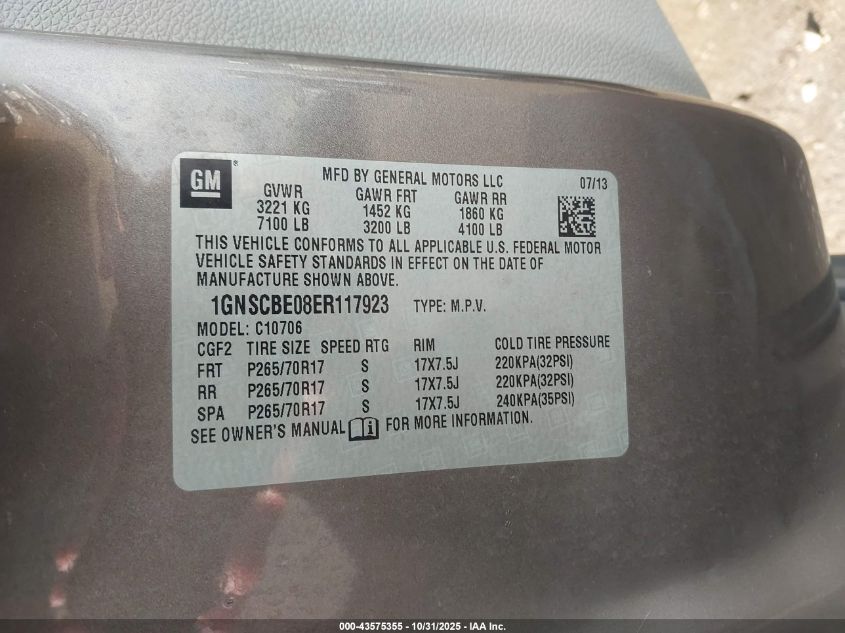 GM
MFD BY GENERAL MOTORS LLC 07/13
GVWR GAWR FRT GAWR RR
3221 KG 1452 KG 1860 KG
7100 LB 3200 LB 4100 LB
THIS VEHICLE CONFORMS TO ALL APPLICABLE U.S. FEDERAL MOTOR
VEHICLE SAFETY STANDARDS IN EFFECT ON THE DATE OF
MANUFACTURE SHOWN ABOVE.
1GNSCBE08ER117923 TYPE: M.P.V.
MODEL: C10706
CGF2 TIRE SIZE SPEED RTG RIM COLD TIRE PRESSURE
FRT P265/70R17 S 17X7.5J 220KPA(32PSI)
RR P265/70R17 S 17X7.5J 220KPA(32PSI)
SPA P265/70R17 S 17X7.5J 240KPA(35PSI)
SEE OWNER'S MANUAL FOR MORE INFORMATION.
000-43575355 - 10/31/2025 - IAA Inc.